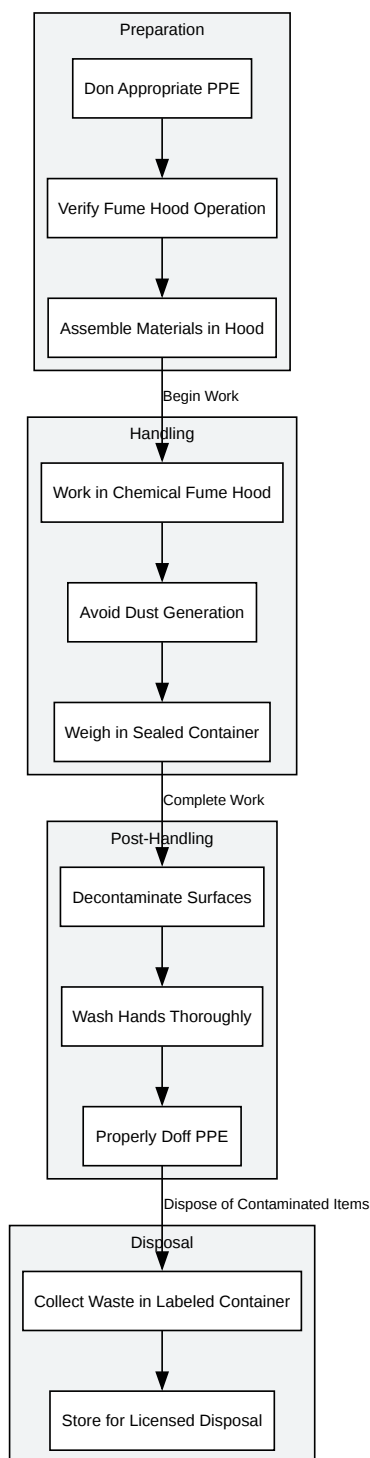 Preparation
Don Appropriate PPE
Verify Fume Hood Operation
Assemble Materials in Hood
Begin Work
Handling
Work in Chemical Fume Hood
Avoid Dust Generation
Weigh in Sealed Container
Complete Work
Post-Handling
Decontaminate Surfaces
Wash Hands Thoroughly
Properly Doff PPE
Dispose of Contaminated Items
Disposal
Collect Waste in Labeled Container
Store for Licensed Disposal